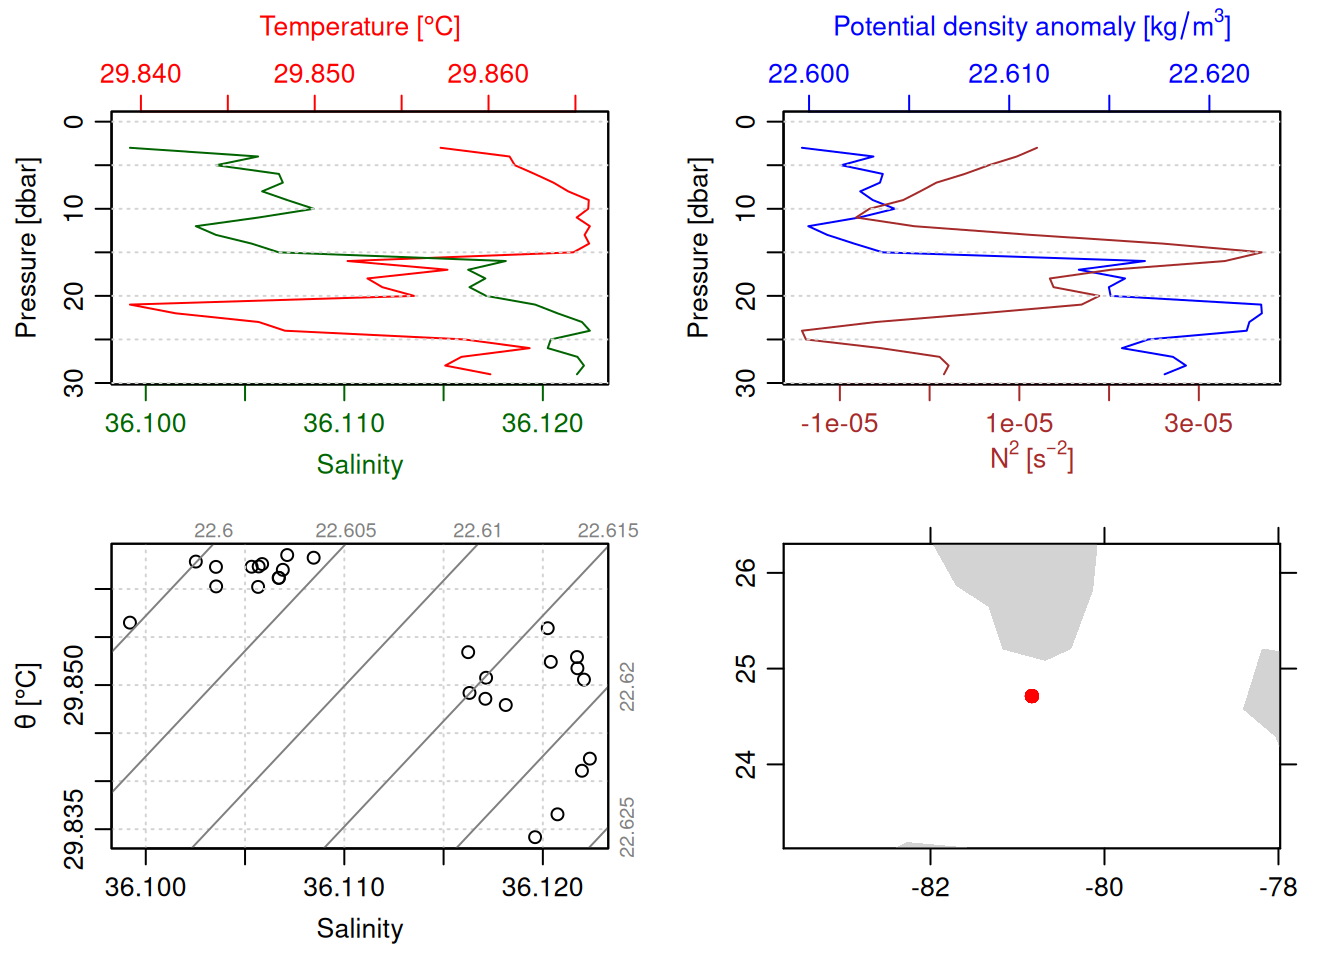 Temperature [°C]
29.840 29.850 29.860
Pressure [dbar]
0
10
20
30
36.100 36.110 36.120
Salinity
Potential density anomaly [kg/m³]
22.600 22.610 22.620
Pressure [dbar]
0
10
20
30
-1e-05 1e-05 3e-05
N² [s⁻²]
22.6 22.605 22.61 22.615
θ [°C]
29.850
29.835
22.62
22.625
36.100 36.110 36.120
Salinity
26
25
24
-82 -80 -78